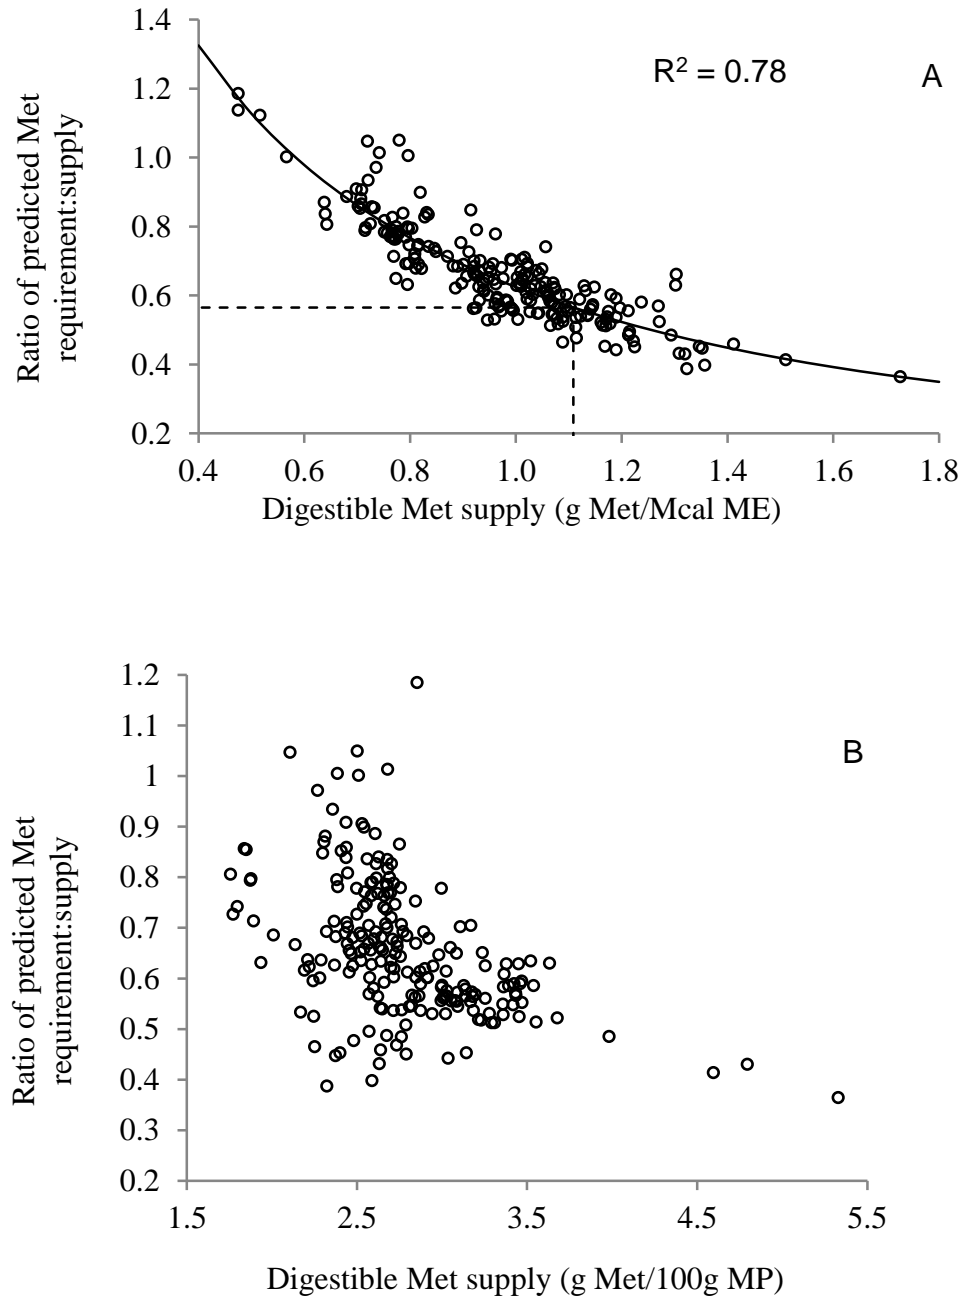 1.4
R² = 0.78
A
1.2
1.0
0.8
0.6
0.4
0.2
Ratio of predicted Met
requirement:supply
0.4 0.6 0.8 1.0 1.2 1.4 1.6 1.8
Digestible Met supply (g Met/Mcal ME)
1.2
1.1
B
1
0.9
0.8
0.7
0.6
0.5
0.4
0.3
0.2
Ratio of predicted Met
requirement:supply
1.5 2.5 3.5 4.5 5.5
Digestible Met supply (g Met/100g MP)